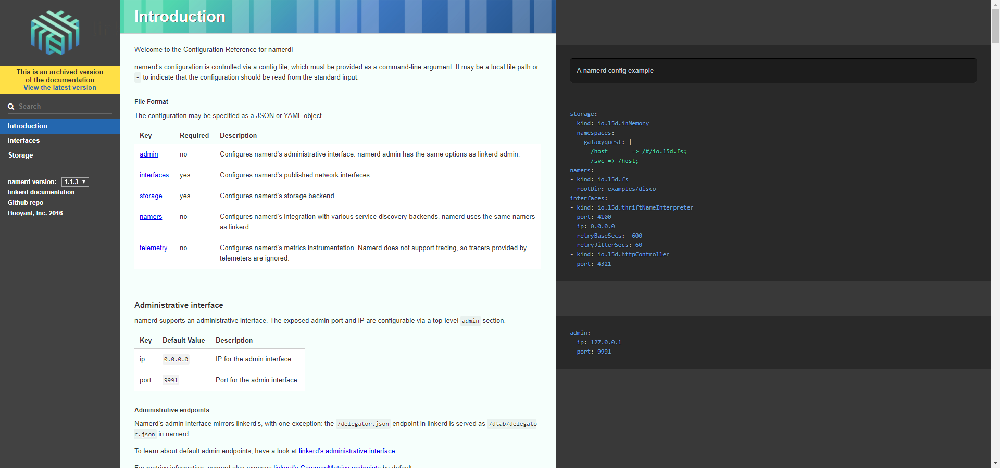 This is an archived version
of the documentation
View the latest version
Search
Introduction
Interfaces
Storage
namerd version: 1.1.3 ▼
linkerd documentation
Github repo
Buoyant, Inc. 2016
Introduction
Welcome to the Configuration Reference for namerd!
namerd's configuration is controlled via a config file, which must be provided as a command-line argument. It may be a local file path or
- to indicate that the configuration should be read from the standard input.
File Format
The configuration may be specified as a JSON or YAML object.
Key Required Description
admin no Configures namerd's administrative interface. namerd admin has the same options as linkerd admin.
interfaces yes Configures namerd's published network interfaces.
storage yes Configures namerd's storage backend.
namers no Configures namerd's integration with various service discovery backends. namerd uses the same namers
as linkerd.
telemetry no Configures namerd's metrics instrumentation. Namerd does not support tracing, so tracers provided by
telemeters are ignored.
Administrative interface
namerd supports an administrative interface. The exposed admin port and IP are configurable via a top-level admin section.
Key Default Value Description
ip 0.0.0.0 IP for the admin interface.
port 9991 Port for the admin interface.
Administrative endpoints
Namerd's admin interface mirrors linkerd's, with one exception: the /delegator.json endpoint in linkerd is served as /dtab/delegato
r.json in namerd.
To learn about default admin endpoints, have a look at linkerd's administrative interface.
For metrics information, namerd also exposes linkerd's CommonMetrics endpoints by default.
A namerd config example
storage:
  kind: io.l5d.inMemory
  namespaces:
    galaxyquest: |
      /host       => /#/io.l5d.fs;
      /svc => /host;
namers:
- kind: io.l5d.fs
  rootDir: examples/disco
interfaces:
- kind: io.l5d.thriftNameInterpreter
  port: 4100
  ip: 0.0.0.0
  retryBaseSecs:  600
  retryJitterSecs: 60
- kind: io.l5d.httpController
  port: 4321
admin:
  ip: 127.0.0.1
  port: 9991